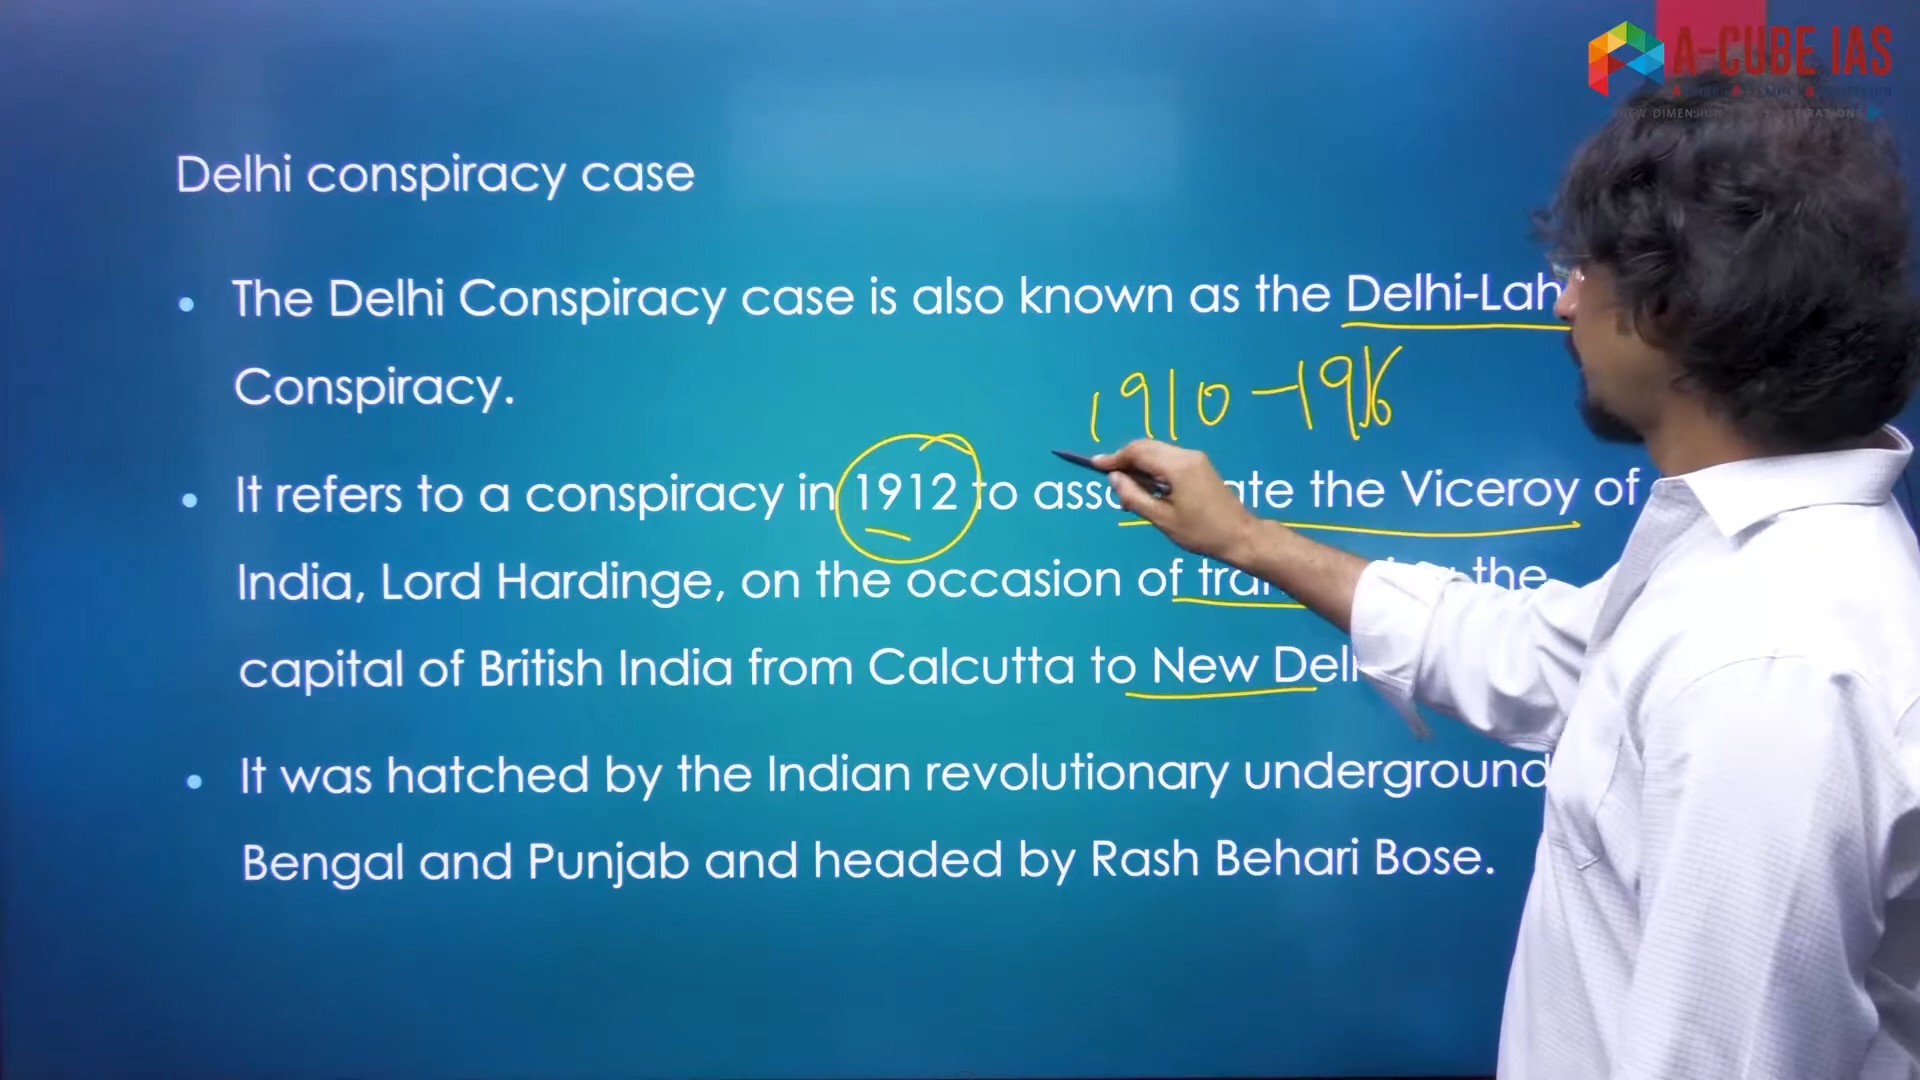 A-CUBE IAS
NEW DIMENSION
Delhi conspiracy case
• The Delhi Conspiracy case is also known as the Delhi-Lah
Conspiracy.
1910-1916
• It refers to a conspiracy in 1912 to ass ate the Viceroy of
India, Lord Hardinge, on the occasion of the
capital of British India from Calcutta to New Del
• It was hatched by the Indian revolutionary underground
Bengal and Punjab and headed by Rash Behari Bose.